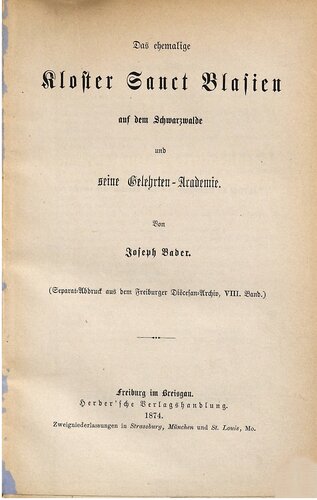 Das ehemalige
Kloster Sanct Blasien
auf dem Schwarzwalde
und
seine Gelehrten-Academie.
Von
Joseph Bader.
(Separat-Abdruck aus dem Freiburger Diöcesan-Archiv, VIII. Band.)
Freiburg im Breisgau.
Herder'sche Verlagshandlung.
1874.
Zweigniederlassungen in Strassburg, München und St. Louis, Mo.